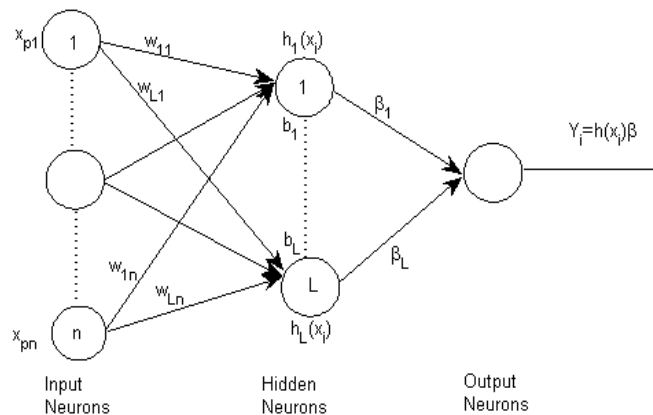 x_p1
1
w_11
h_1(x_i)
w_L1
1
b_1
β_1
Y_i=h(x_i)β
b_L
w_1n
w_Ln
L
β_L
x_pn
n
h_L(x_i)
Input
Neurons
Hidden
Neurons
Output
Neurons